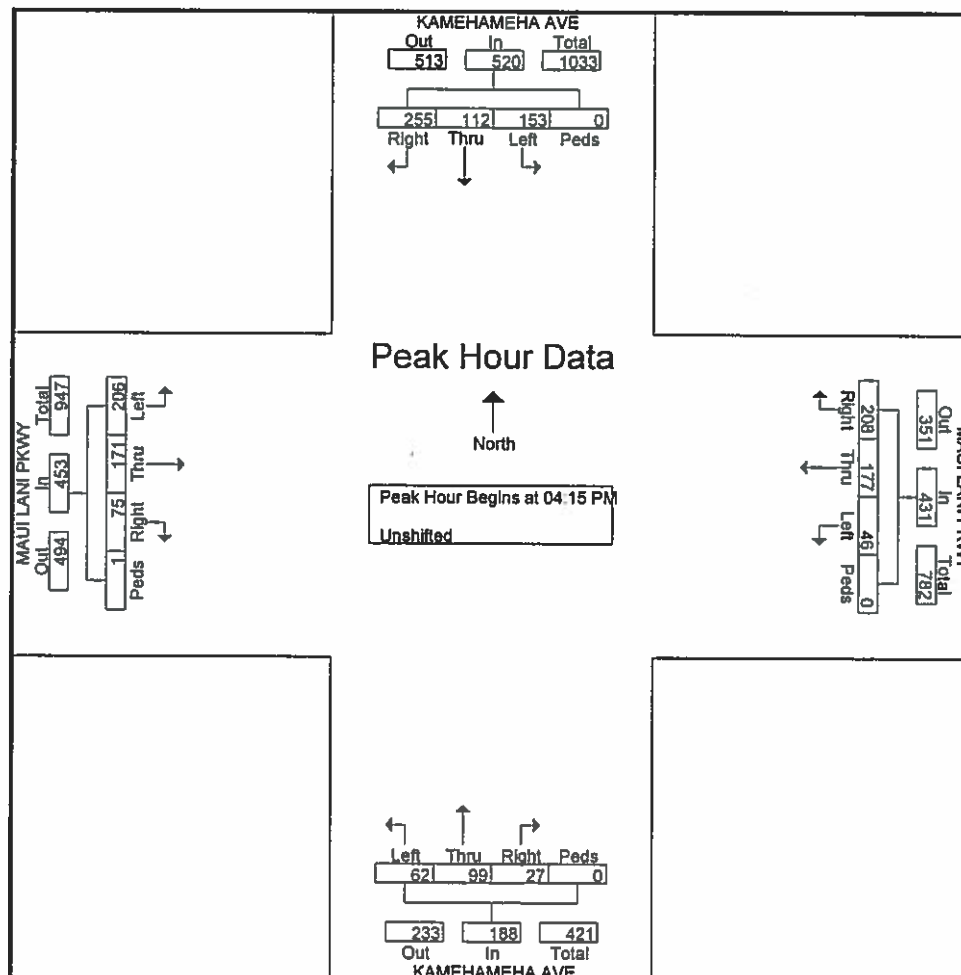 KAMEHAMEHA AVE
Out In Total
513 520 1033
255 112 153 0
Right Thru Left Peds
Peak Hour Data
North
Peak Hour Begins at 04:15 PM
Unshifted
MAUI LANI PKWY
Total 947
In 453
Out 494
Left 206
Thru 171
Right 75
Peds 1
Right 208
Thru 177
Left 46
Peds 0
Out 351
In 431
Total 782
Left Thru Right Peds
62 99 27 0
233 188 421
Out In Total
KAMEHAMEHA AVE